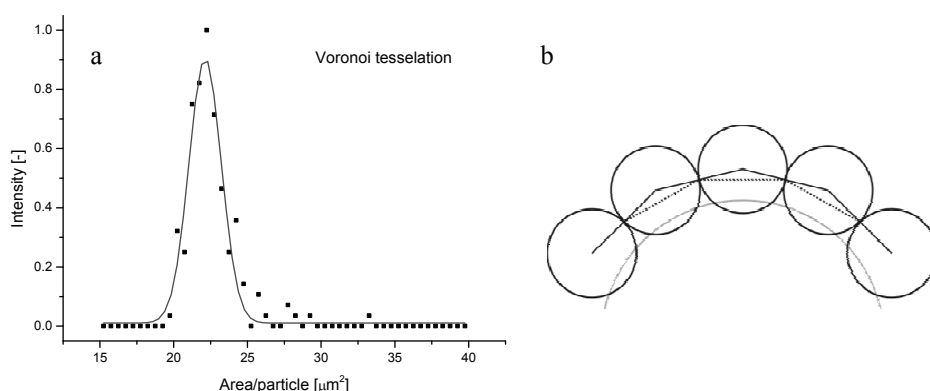 a
Voronoi tesselation
1.0
0.8
0.6
0.4
0.2
0.0
Intensity [-]
15 20 25 30 35 40
Area/particle [μm²]
b